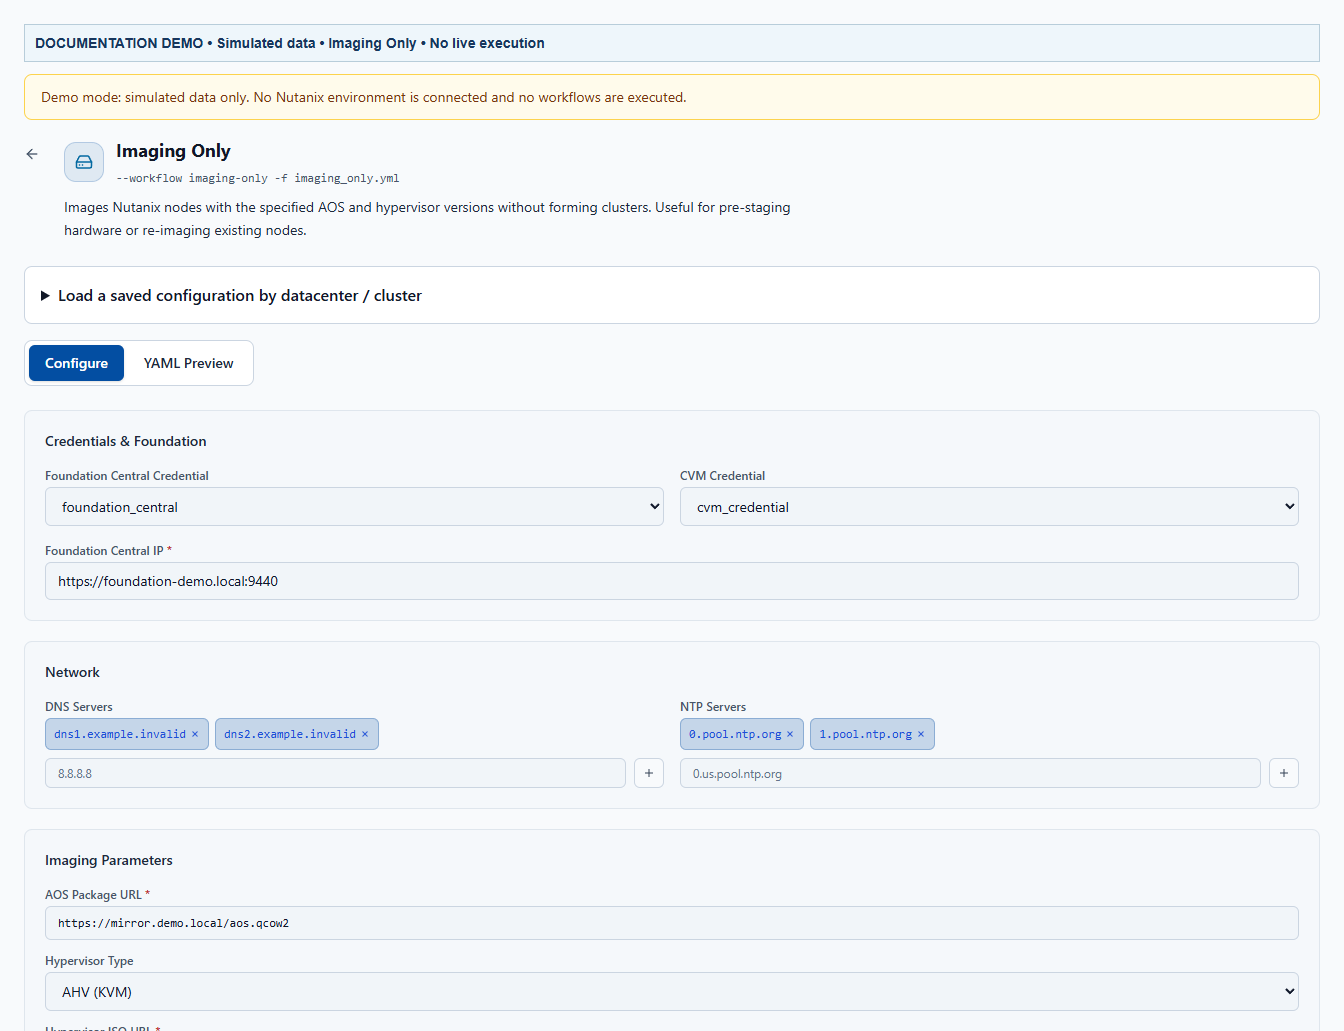 DOCUMENTATION DEMO • Simulated data • Imaging Only • No live execution
Demo mode: simulated data only. No Nutanix environment is connected and no workflows are executed.
Imaging Only
--workflow imaging-only -f imaging_only.yml
Images Nutanix nodes with the specified AOS and hypervisor versions without forming clusters. Useful for pre-staging
hardware or re-imaging existing nodes.
Load a saved configuration by datacenter / cluster
Configure
YAML Preview
Credentials & Foundation
Foundation Central Credential
foundation_central
CVM Credential
cvm_credential
Foundation Central IP *
https://foundation-demo.local:9440
Network
DNS Servers
dns1.example.invalid ×
dns2.example.invalid ×
8.8.8.8
+
NTP Servers
0.pool.ntp.org ×
1.pool.ntp.org ×
0.us.pool.ntp.org
+
Imaging Parameters
AOS Package URL *
https://mirror.demo.local/aos.qcow2
Hypervisor Type
AHV (KVM)
Hypervisor ISO URL *